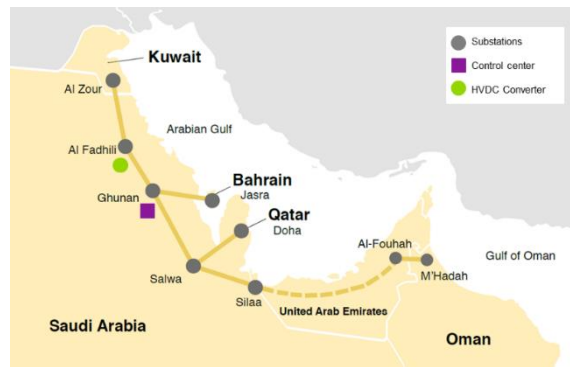 Substations
Control center
HVDC Converter
Kuwait
Al Zour
Arabian Gulf
Al Fadhili
Bahrain
Jasra
Ghunan
Qatar
Doha
Al-Fouhah
Gulf of Oman
M'Hadah
Salwa
Silaa
United Arab Emirates
Saudi Arabia
Oman